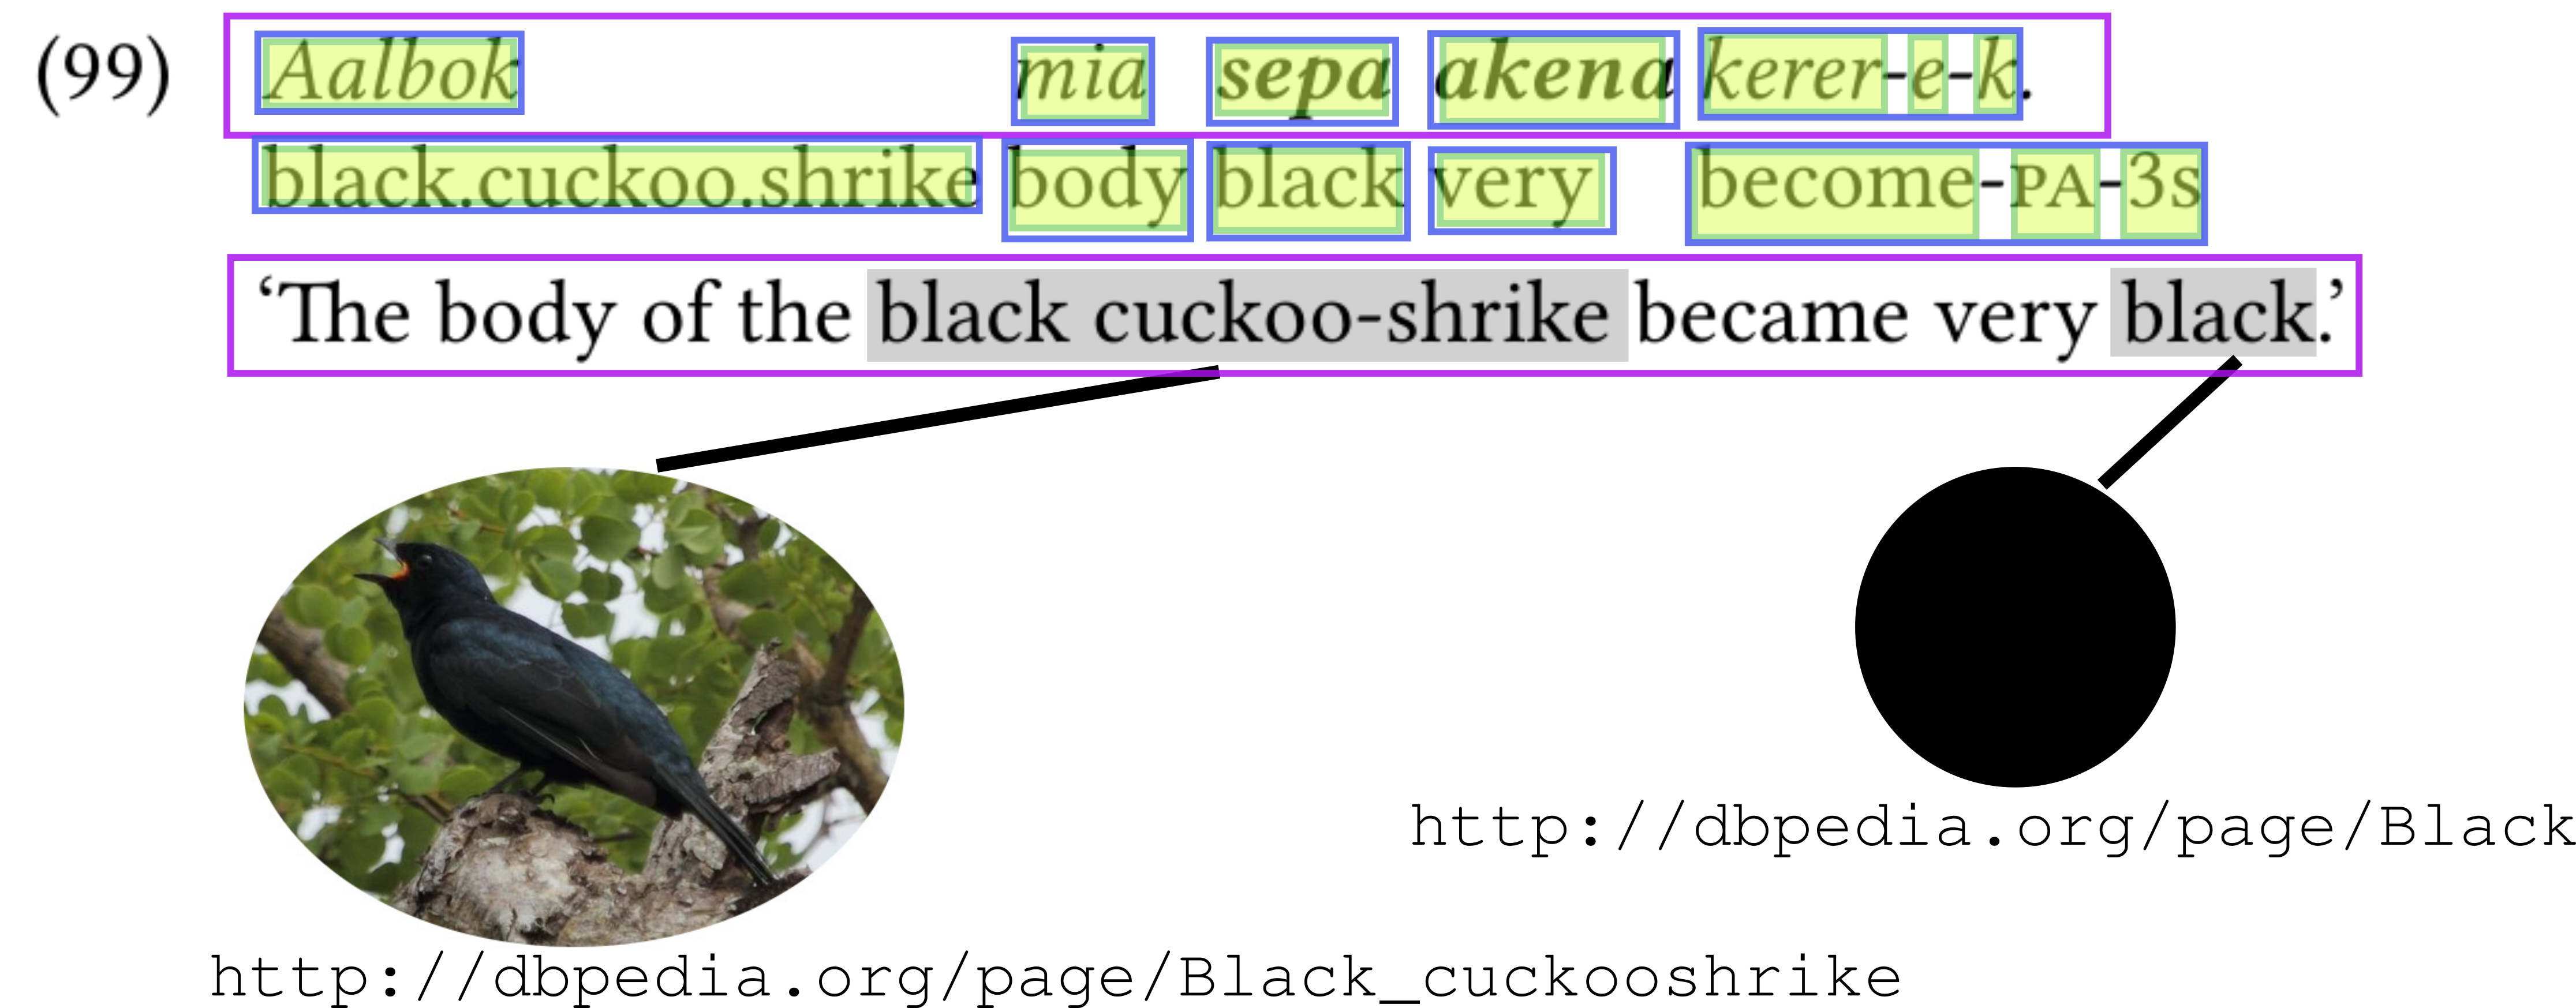 (99) Aalbok mia sepa akena kerer-e-k.
black.cuckoo.shrike body black very become-PA-3s
‘The body of the black cuckoo-shrike became very black.’
http://dbpedia.org/page/Black
http://dbpedia.org/page/Black_cuckooshrike